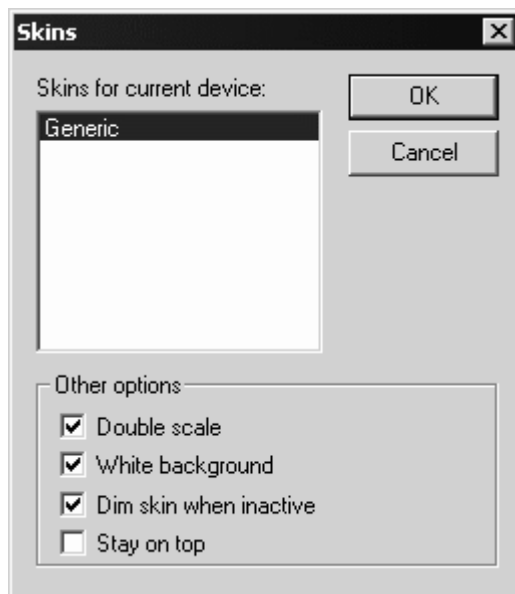 Skins
Skins for current device:
OK
Generic
Cancel
Other options
Double scale
White background
Dim skin when inactive
Stay on top